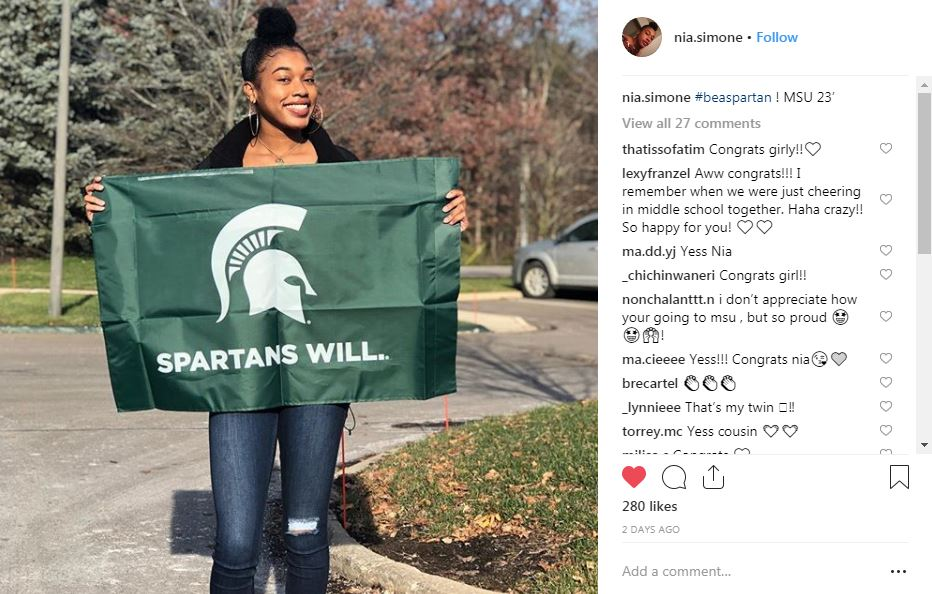 SPARTANS WILL.
nia.simone • Follow
nia.simone #beaspartan ! MSU 23'
View all 27 comments
thatissofatim Congrats girly!!♡
lexyfranzel Aww congrats!!! I
remember when we were just cheering
in middle school together. Haha crazy!!
So happy for you! ♡♡
ma.dd.yj Yess Nia
_chichinwaneri Congrats girl!!
nonchalanttt.n i don't appreciate how
your going to msu , but so proud 🤩
🤩🙌!
ma.cieeee Yess!!! Congrats nia😘🖤
brecartel 👏👏👏
_lynnieee That's my twin □!!
torrey.mc Yess cousin ♡♡
280 likes
2 DAYS AGO
Add a comment...